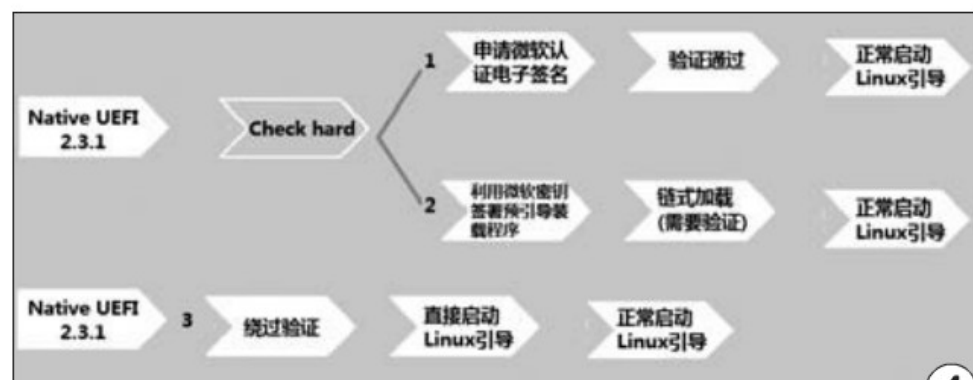 Native UEFI
2.3.1
Check hard
1
申请微软认
证电子签名
验证通过
正常启动
Linux引导
2
利用微软密钥
签署预引导装
载程序
链式加载
(需要验证)
正常启动
Linux引导
Native UEFI
2.3.1
3
绕过验证
直接启动
Linux引导
正常启动
Linux引导
4